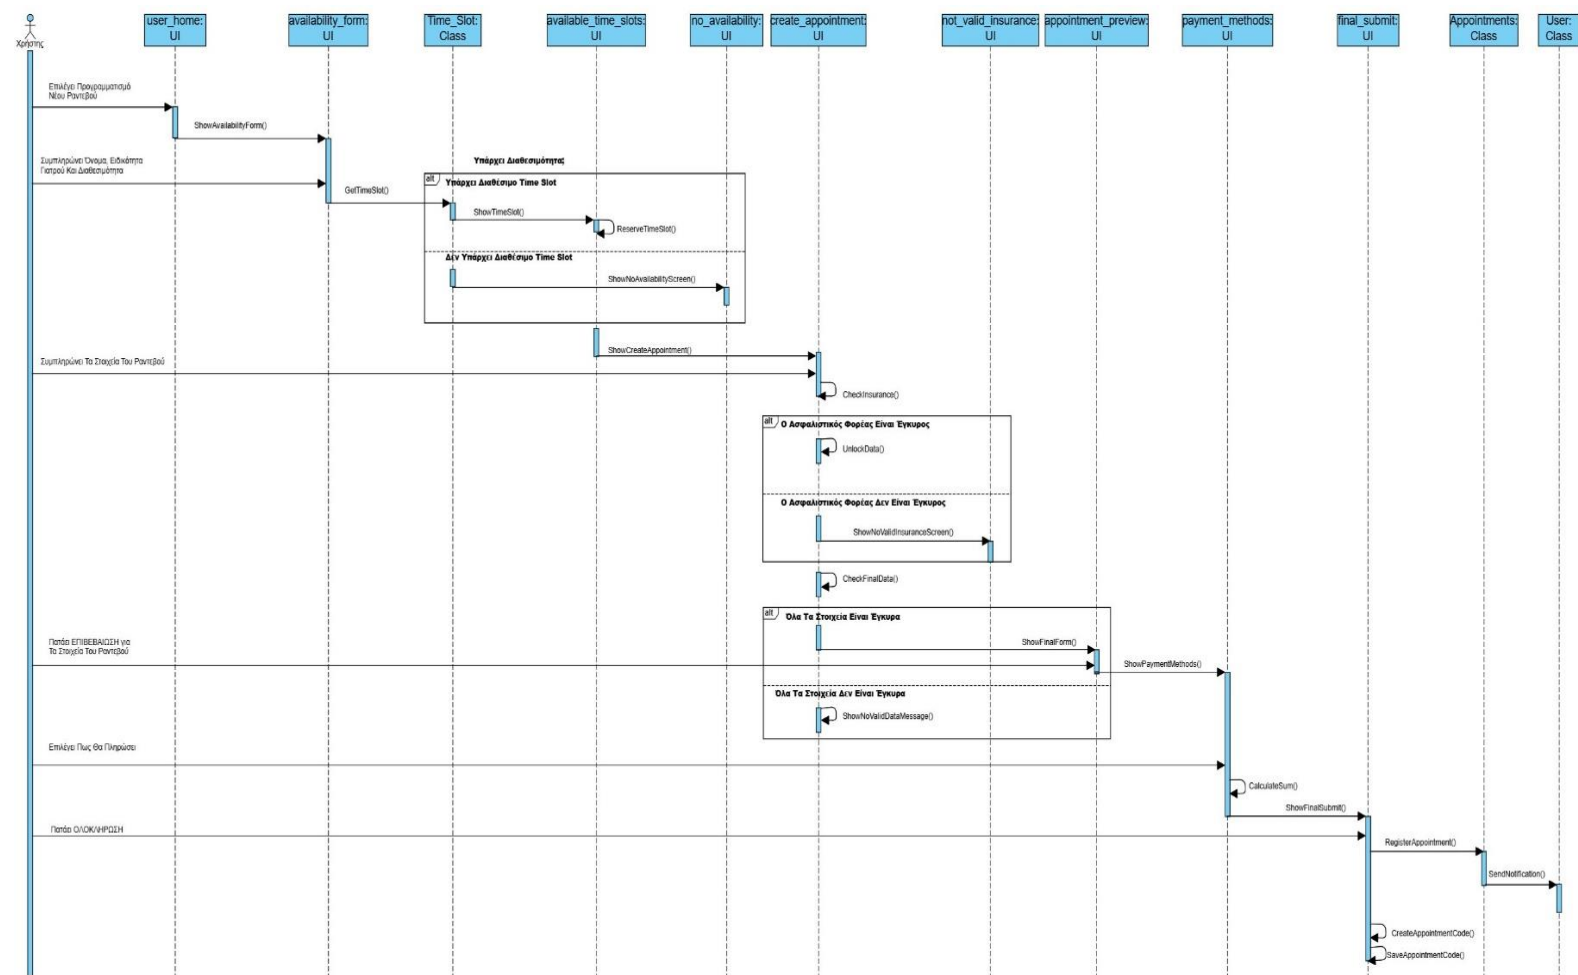 user_home:
UI
availability_form:
UI
Time_Slot:
Class
available_time_slots:
UI
no_availability:
UI
create_appointment:
UI
not_valid_insurance:
UI
appointment_preview:
UI
payment_methods:
UI
final_submit:
UI
Appointments:
Class
User:
Class
Χρήστης
Επιλέγει Προγραμματισμό
Νέου Ραντεβού
ShowAvailabilityForm()
Συμπληρώνει Όνομα, Ειδικότητα
Γιατρού Και Διαθεσιμότητα
Υπάρχει Διαθεσιμότητα;
alt
Υπάρχει Διαθέσιμο Time Slot
GetTimeSlot()
ShowTimeSlot()
ReserveTimeSlot()
Δεν Υπάρχει Διαθέσιμο Time Slot
ShowNoAvailabilityScreen()
ShowCreateAppointment()
Συμπληρώνει Τα Στοιχεία Του Ραντεβού
CheckInsurance()
alt
Ο Ασφαλιστικός Φορέας Είναι Έγκυρος
UnlockData()
Ο Ασφαλιστικός Φορέας Δεν Είναι Έγκυρος
ShowNoValidInsuranceScreen()
CheckFinalData()
alt
Όλα Τα Στοιχεία Είναι Έγκυρα
Πατάει ΕΠΙΒΕΒΑΙΩΣΗ για
Τα Στοιχεία Του Ραντεβού
ShowFinalForm()
ShowPaymentMethods()
Όλα Τα Στοιχεία Δεν Είναι Έγκυρα
ShowNoValidDataMessage()
Επιλέγει Πως Θα Πληρώσει
CalculateSum()
ShowFinalSubmit()
Πατάει ΟΛΟΚΛΗΡΩΣΗ
RegisterAppointment()
SendNotification()
CreateAppointmentCode()
SaveAppointmentCode()